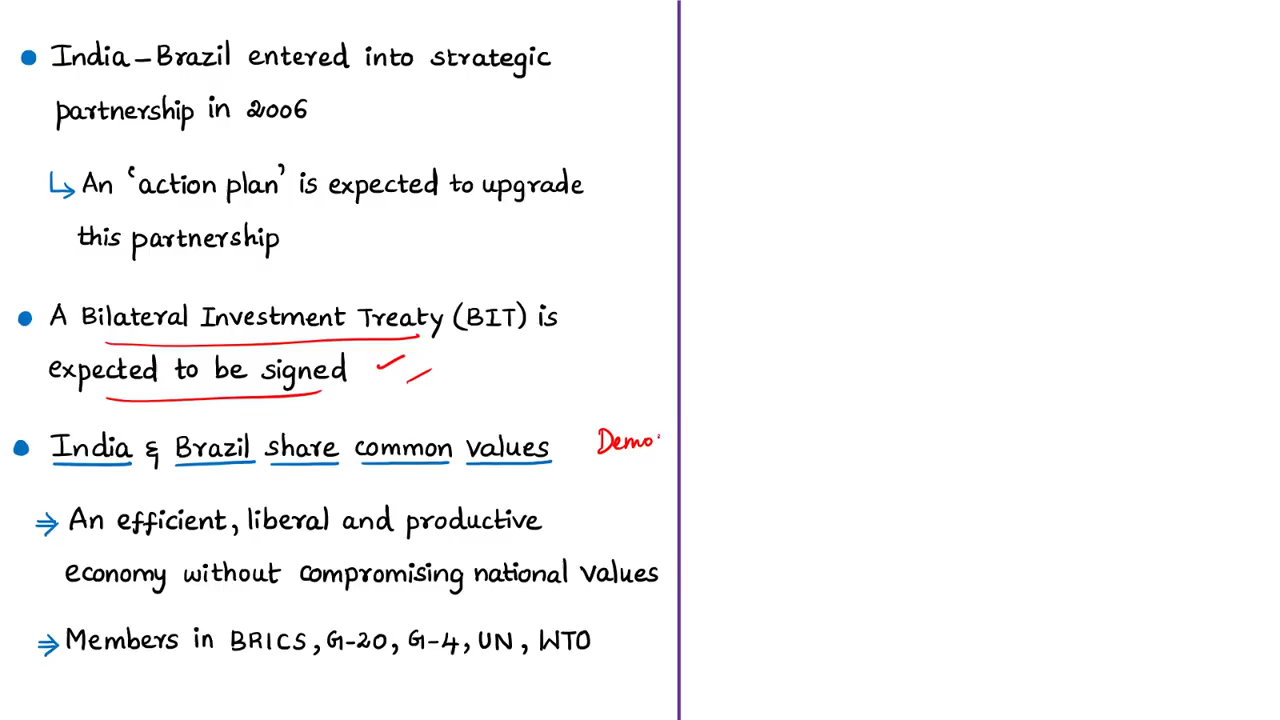 India – Brazil entered into strategic
partnership in 2006
An 'action plan' is expected to upgrade
this partnership
A Bilateral Investment Treaty (BIT) is
expected to be signed
India & Brazil share common values Demo
An efficient, liberal and productive
economy without compromising national values
Members in BRICS, G-20, G-4, UN, WTO